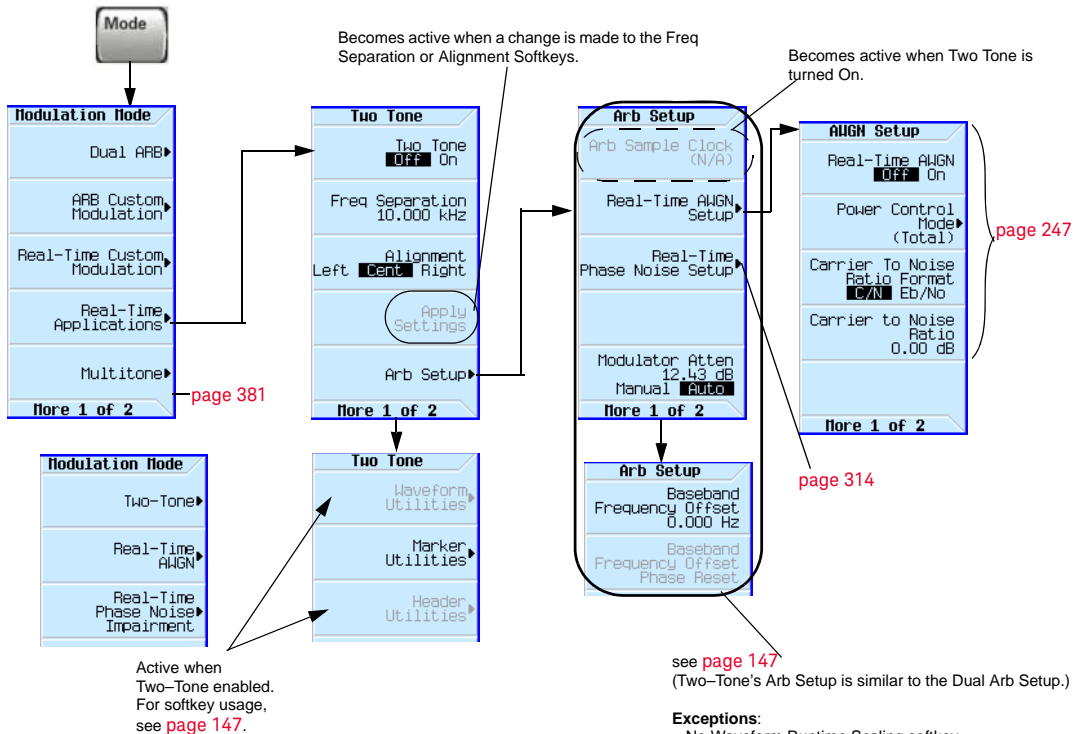 Mode
Becomes active when a change is made to the Freq
Separation or Alignment Softkeys.
Becomes active when Two Tone is
turned On.
Modulation Mode
Dual ARB
ARB Custom
Modulation
Real-Time Custom
Modulation
Real-Time
Applications
Multitone
More 1 of 2
page 381
Two Tone
Two Tone
Off On
Freq Separation
10.000 kHz
Alignment
Left Cent Right
Apply
Settings
Arb Setup
More 1 of 2
Arb Setup
Arb Sample Clock
(N/A)
Real-Time AWGN
Setup
Real-Time
Phase Noise Setup
Modulator Atten
12.43 dB
Manual Auto
More 1 of 2
AWGN Setup
Real-Time AWGN
Off On
Power Control
Mode
(Total)
Carrier To Noise
Ratio Format
C/N Eb/No
Carrier to Noise
Ratio
0.00 dB
More 1 of 2
page 247
Modulation Mode
Two-Tone
Real-Time
AWGN
Real-Time
Phase Noise
Impairment
Two Tone
Waveform
Utilities
Marker
Utilities
Header
Utilities
Arb Setup
Baseband
Frequency Offset
0.000 Hz
Baseband
Frequency Offset
Phase Reset
page 314
Active when
Two–Tone enabled.
For softkey usage,
see page 147.
see page 147
(Two–Tone's Arb Setup is similar to the Dual Arb Setup.)
Exceptions:
No Waveform Runtime Scaling softkey